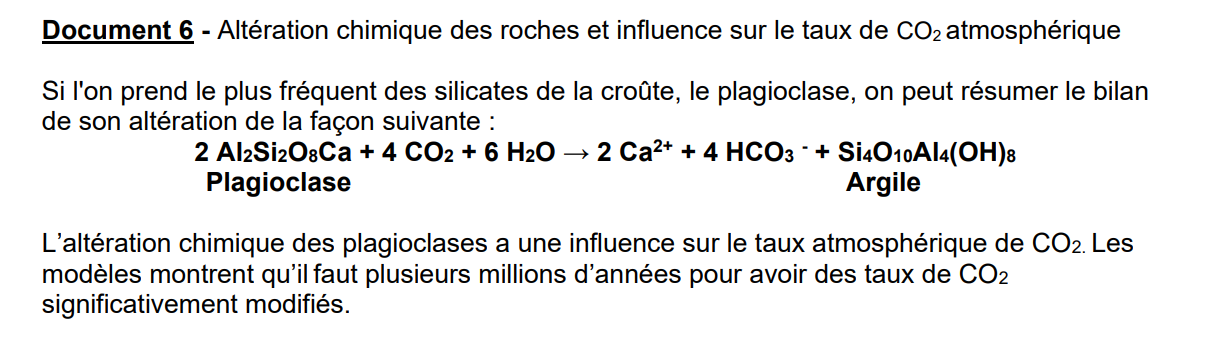 Document 6 - Altération chimique des roches et influence sur le taux de CO2 atmosphérique
Si l'on prend le plus fréquent des silicates de la croûte, le plagioclase, on peut résumer le bilan
de son altération de la façon suivante :
2 Al2Si2O8Ca + 4 CO2 + 6 H2O → 2 Ca2+ + 4 HCO3 - + Si4O10Al4(OH)8
Plagioclase Argile
L’altération chimique des plagioclases a une influence sur le taux atmosphérique de CO2. Les
modèles montrent qu’il faut plusieurs millions d’années pour avoir des taux de CO2
significativement modifiés.